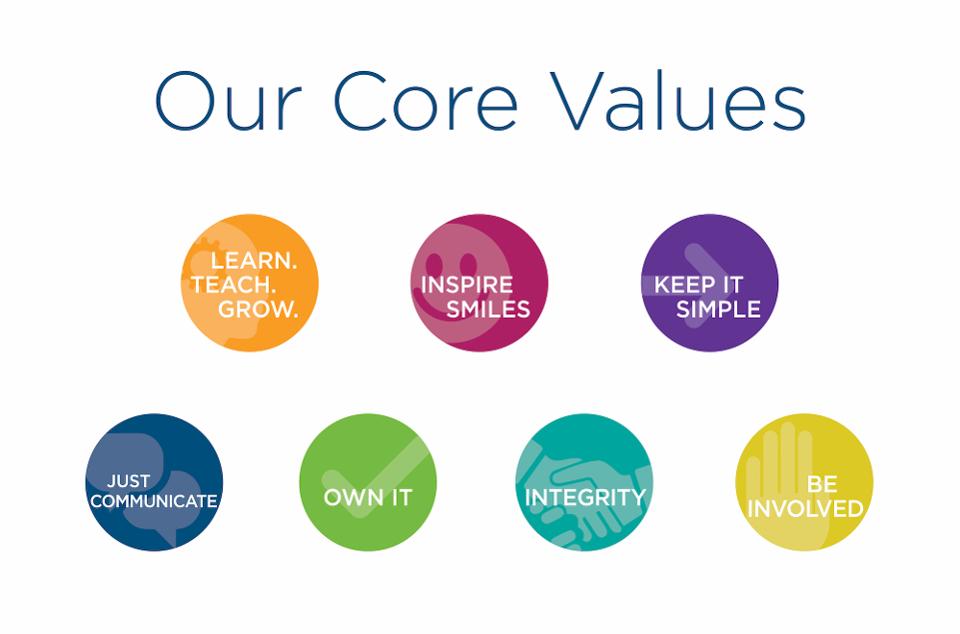 Our Core Values
LEARN.
TEACH.
GROW.
INSPIRE
SMILES
KEEP IT
SIMPLE
JUST
COMMUNICATE
OWN IT
INTEGRITY
BE
INVOLVED